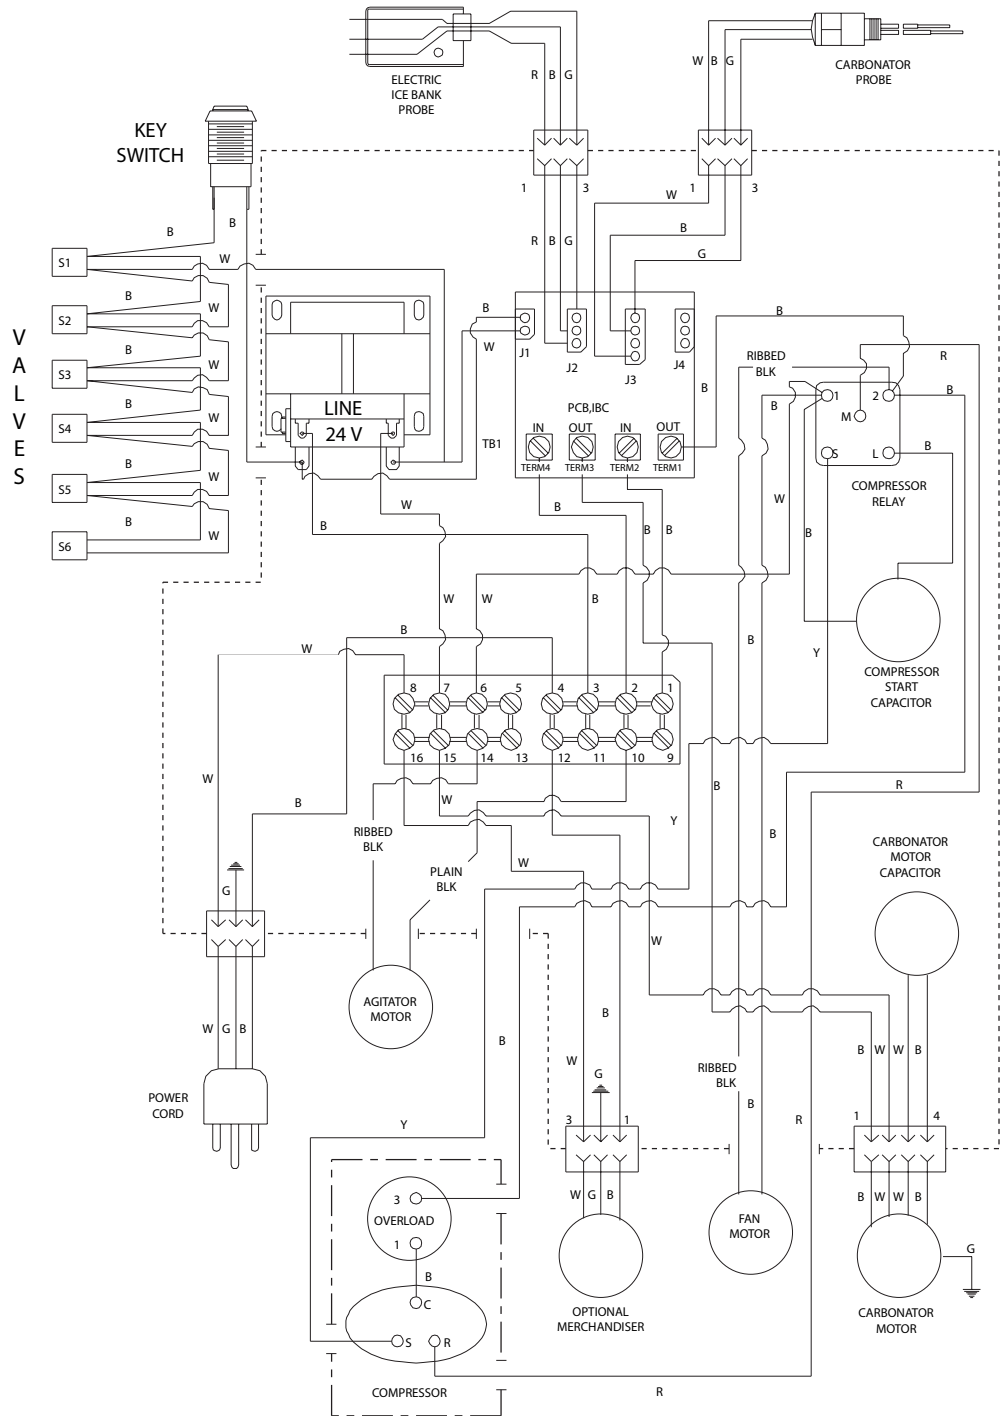 ELECTRIC
ICE BANK
PROBE
CARBONATOR
PROBE
R B G
W B G
KEY
SWITCH
1 3
1 3
W
B
G
R B G
B
B
W
S1
B
W
S2
B
W
S3
B
W
S4
B
W
S5
B
W
S6
VALVES
LINE
24 V
B
W
J1
J2
J3
J4
TB1
PCB,IBC
IN OUT IN OUT
TERM4 TERM3 TERM2 TERM1
B
B
R
RIBBED
BLK
B
B
1 2
M
S L
B
COMPRESSOR
RELAY
W
B
W
B
B
B B
W W B
B
Y
COMPRESSOR
START
CAPACITOR
W
B
8 7 6 5 4 3 2 1
16 15 14 13 12 11 10 9
W
B
W
RIBBED
BLK
PLAIN
BLK
W
Y
B
B
R
CARBONATOR
MOTOR
CAPACITOR
G
W
AGITATOR
MOTOR
W G B
POWER
CORD
B
B
W
G
RIBBED
BLK
B
R
B W W B
Y
3 1
1 4
3
OVERLOAD
1
B
C
S R
COMPRESSOR
W G B
OPTIONAL
MERCHANDISER
FAN
MOTOR
B W W B
G
CARBONATOR
MOTOR
R